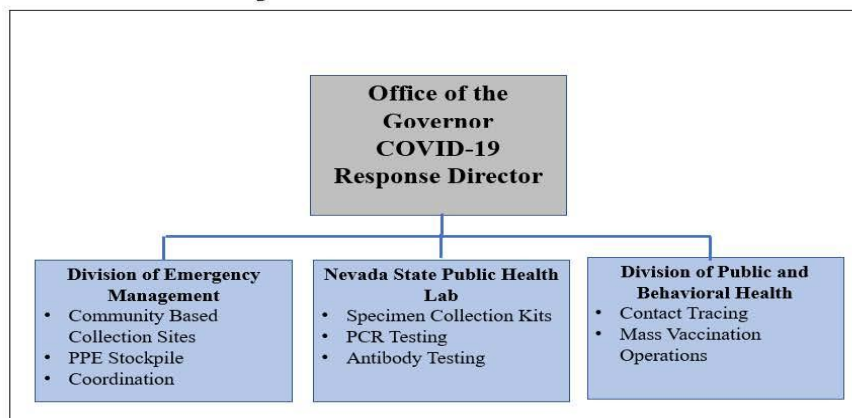 Office of the
Governor
COVID-19
Response Director
Division of Emergency
Management
• Community Based
Collection Sites
• PPE Stockpile
• Coordination
Nevada State Public Health
Lab
• Specimen Collection Kits
• PCR Testing
• Antibody Testing
Division of Public and
Behavioral Health
• Contact Tracing
• Mass Vaccination
Operations